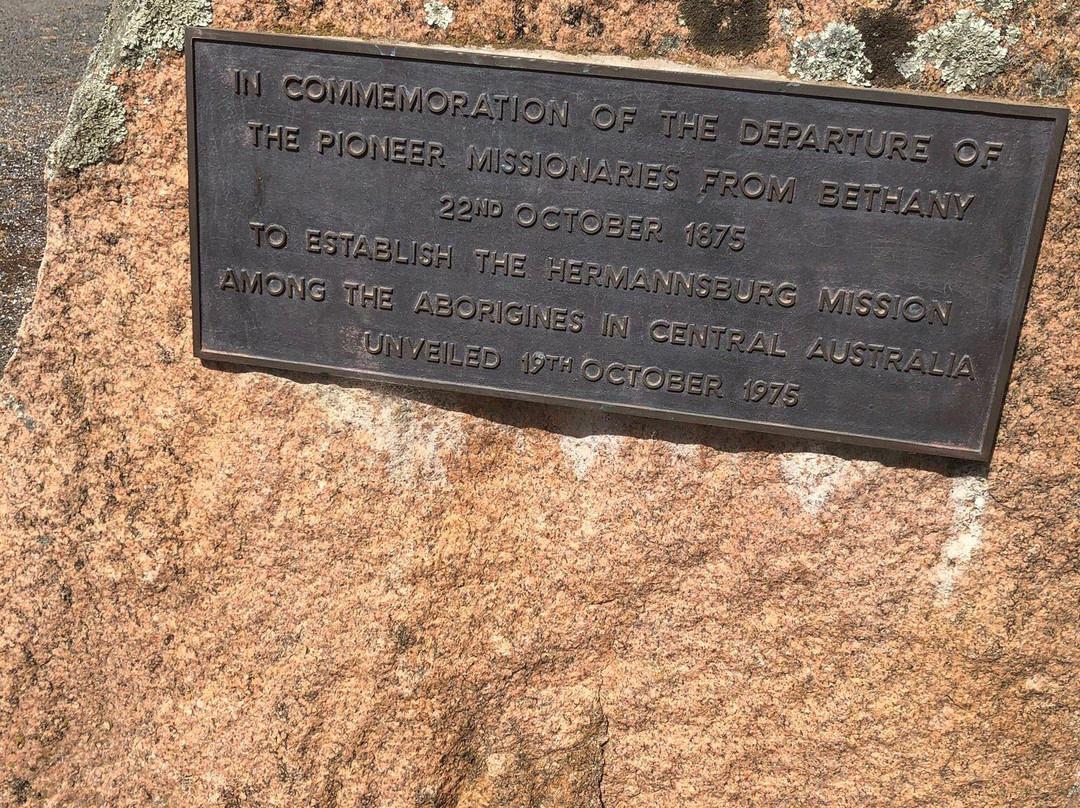 IN COMMEMORATION OF THE DEPARTURE OF
THE PIONEER MISSIONARIES FROM BETHANY
22ND OCTOBER 1875
TO ESTABLISH THE HERMANNSBURG MISSION
AMONG THE ABORIGINES IN CENTRAL AUSTRALIA
UNVEILED 19TH OCTOBER 1975